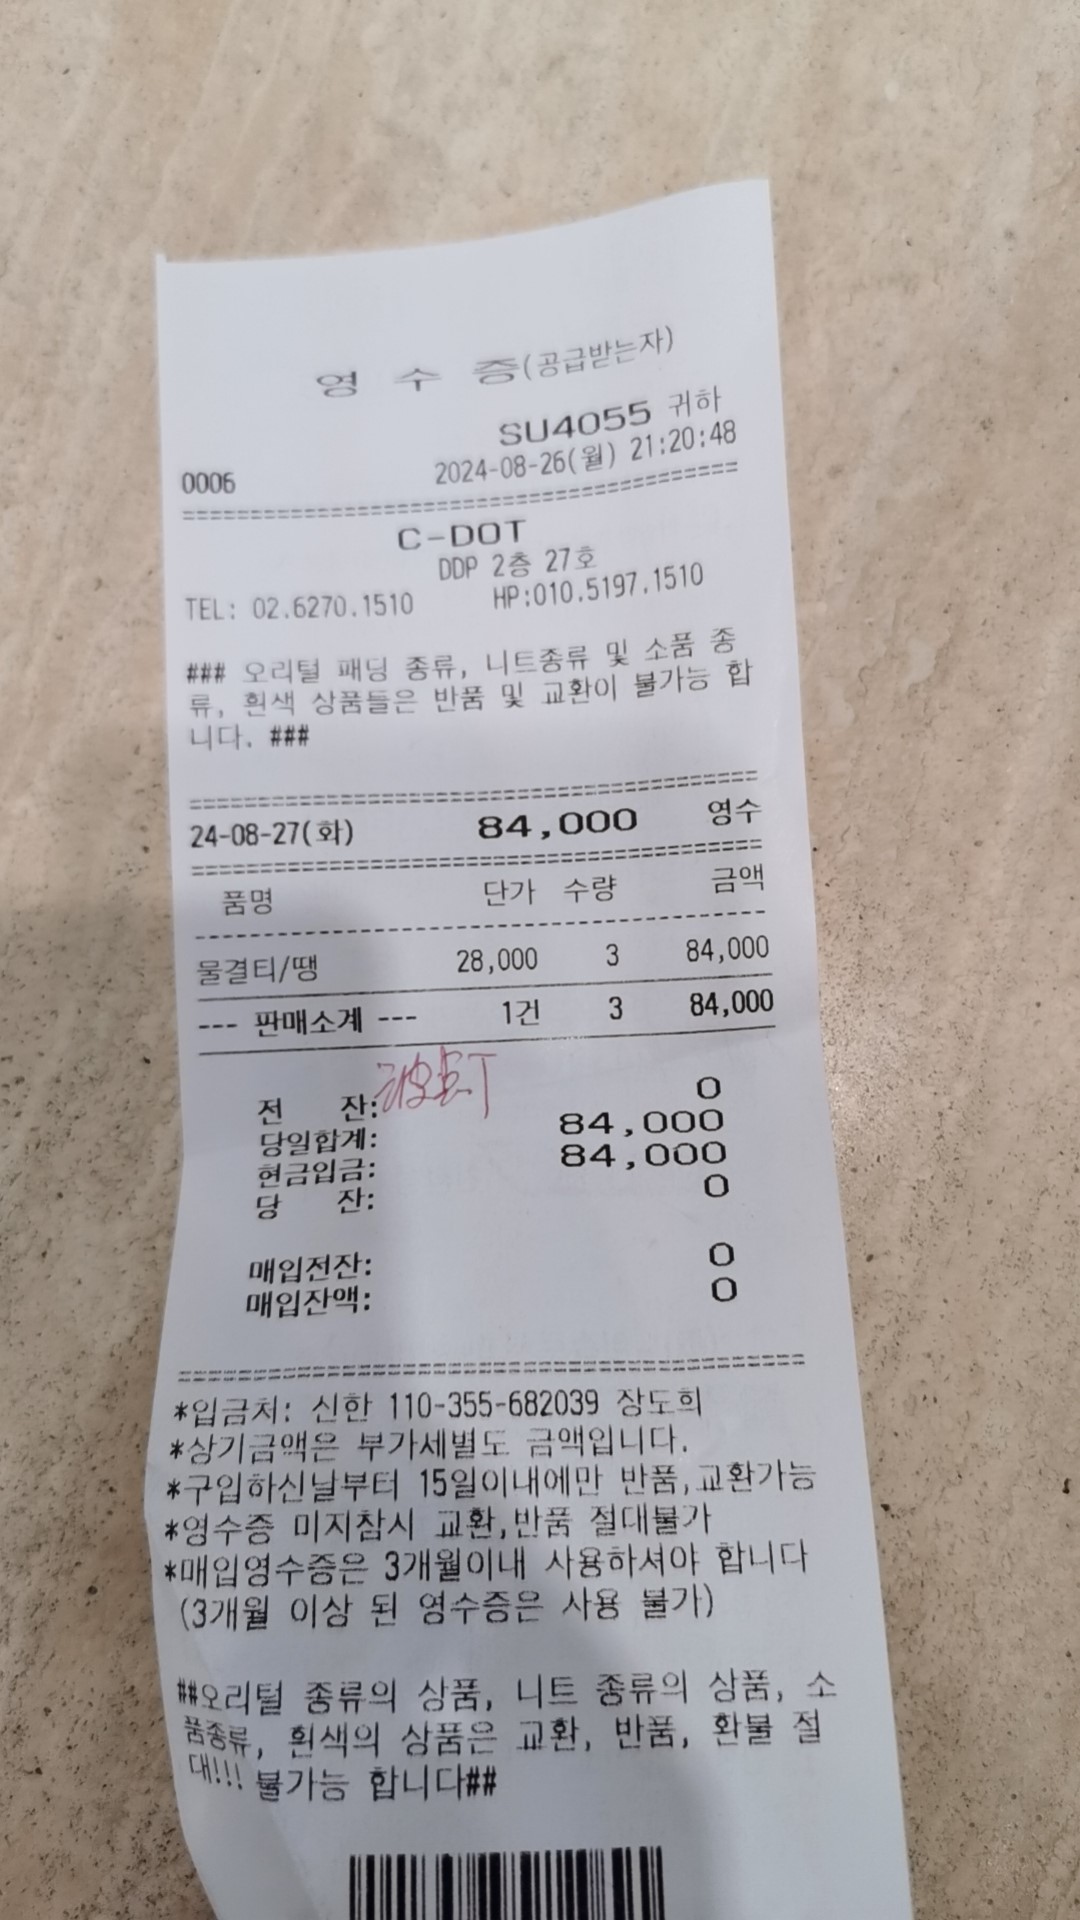 영 수 증(공급받는자)
SU4055 귀하
0006 2024-08-26(월) 21:20:48
================================================
C-DOT
DDP 2층 27호
TEL: 02.6270.1510 HP:010.5197.1510
### 오리털 패딩 종류, 니트종류 및 소품 종
류, 흰색 상품들은 반품 및 교환이 불가능 합
니다. ###
================================================
24-08-27(화) 84,000 영수
================================================
품명 단가 수량 금액
------------------------------------------------
물결티/땡 28,000 3 84,000
--- 판매소계 --- 1건 3 84,000
전 잔: 0
당일합계: 84,000
현금입금: 84,000
당 잔: 0
매입전잔: 0
매입잔액: 0
================================================
*입금처: 신한 110-355-682039 장도희
*상기금액은 부가세별도 금액입니다.
*구입하신날부터 15일이내에만 반품,교환가능
*영수증 미지참시 교환,반품 절대불가
*매입영수증은 3개월이내 사용하셔야 합니다
(3개월 이상 된 영수증은 사용 불가)
##오리털 종류의 상품, 니트 종류의 상품, 소
품종류, 흰색의 상품은 교환, 반품, 환불 절
대!!! 불가능 합니다##